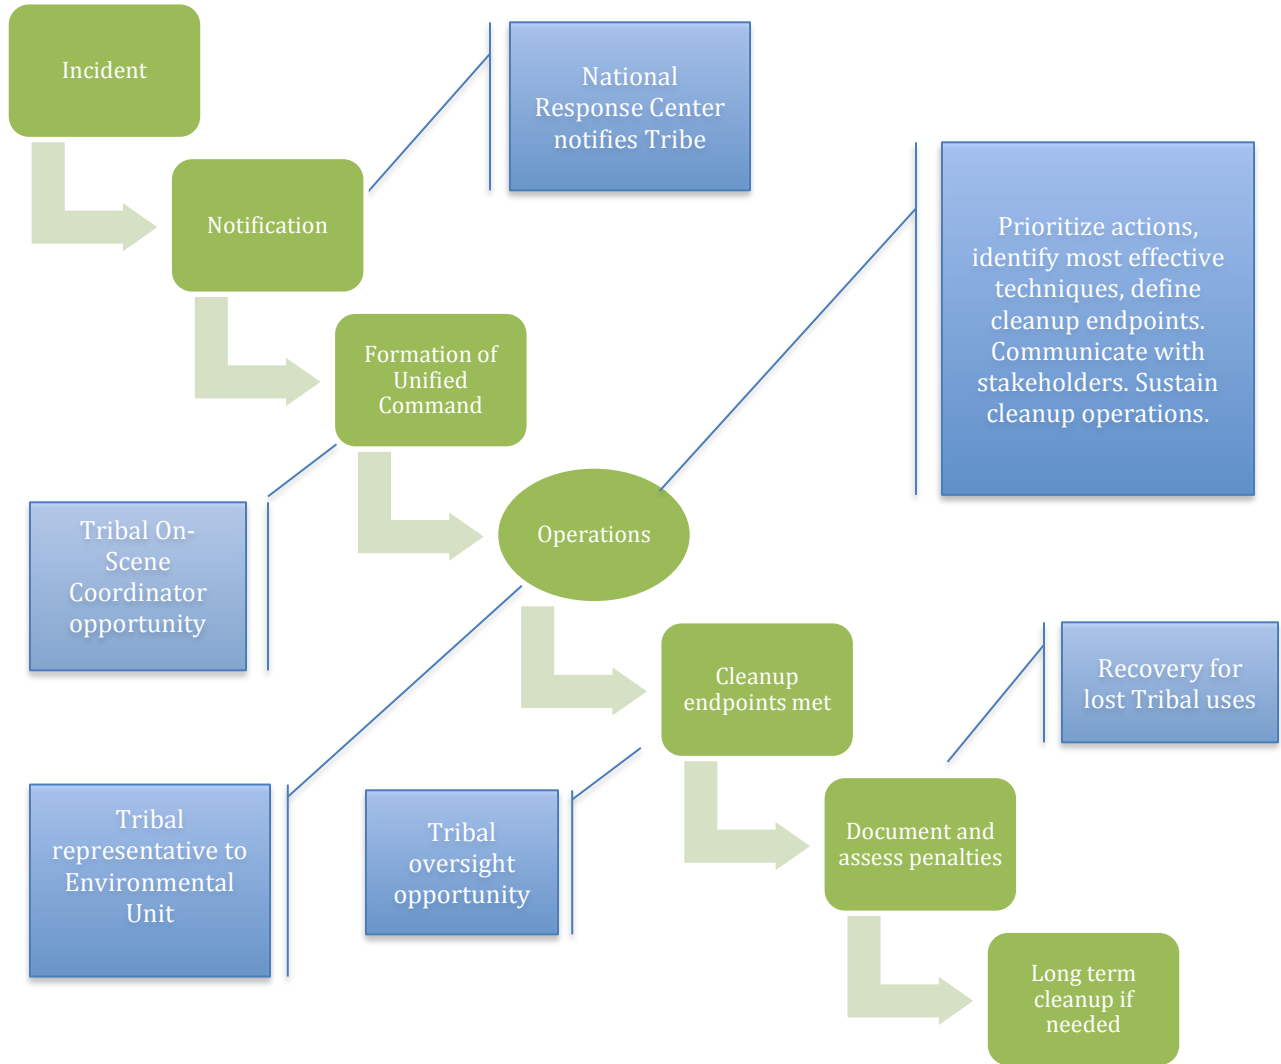 Incident
National
Response Center
notifies Tribe
Notification
Prioritize actions,
identify most effective
techniques, define
cleanup endpoints.
Communicate with
stakeholders. Sustain
cleanup operations.
Formation of
Unified
Command
Tribal On-
Scene
Coordinator
opportunity
Operations
Cleanup
endpoints met
Recovery for
lost Tribal uses
Tribal
representative to
Environmental
Unit
Tribal
oversight
opportunity
Document and
assess penalties
Long term
cleanup if
needed